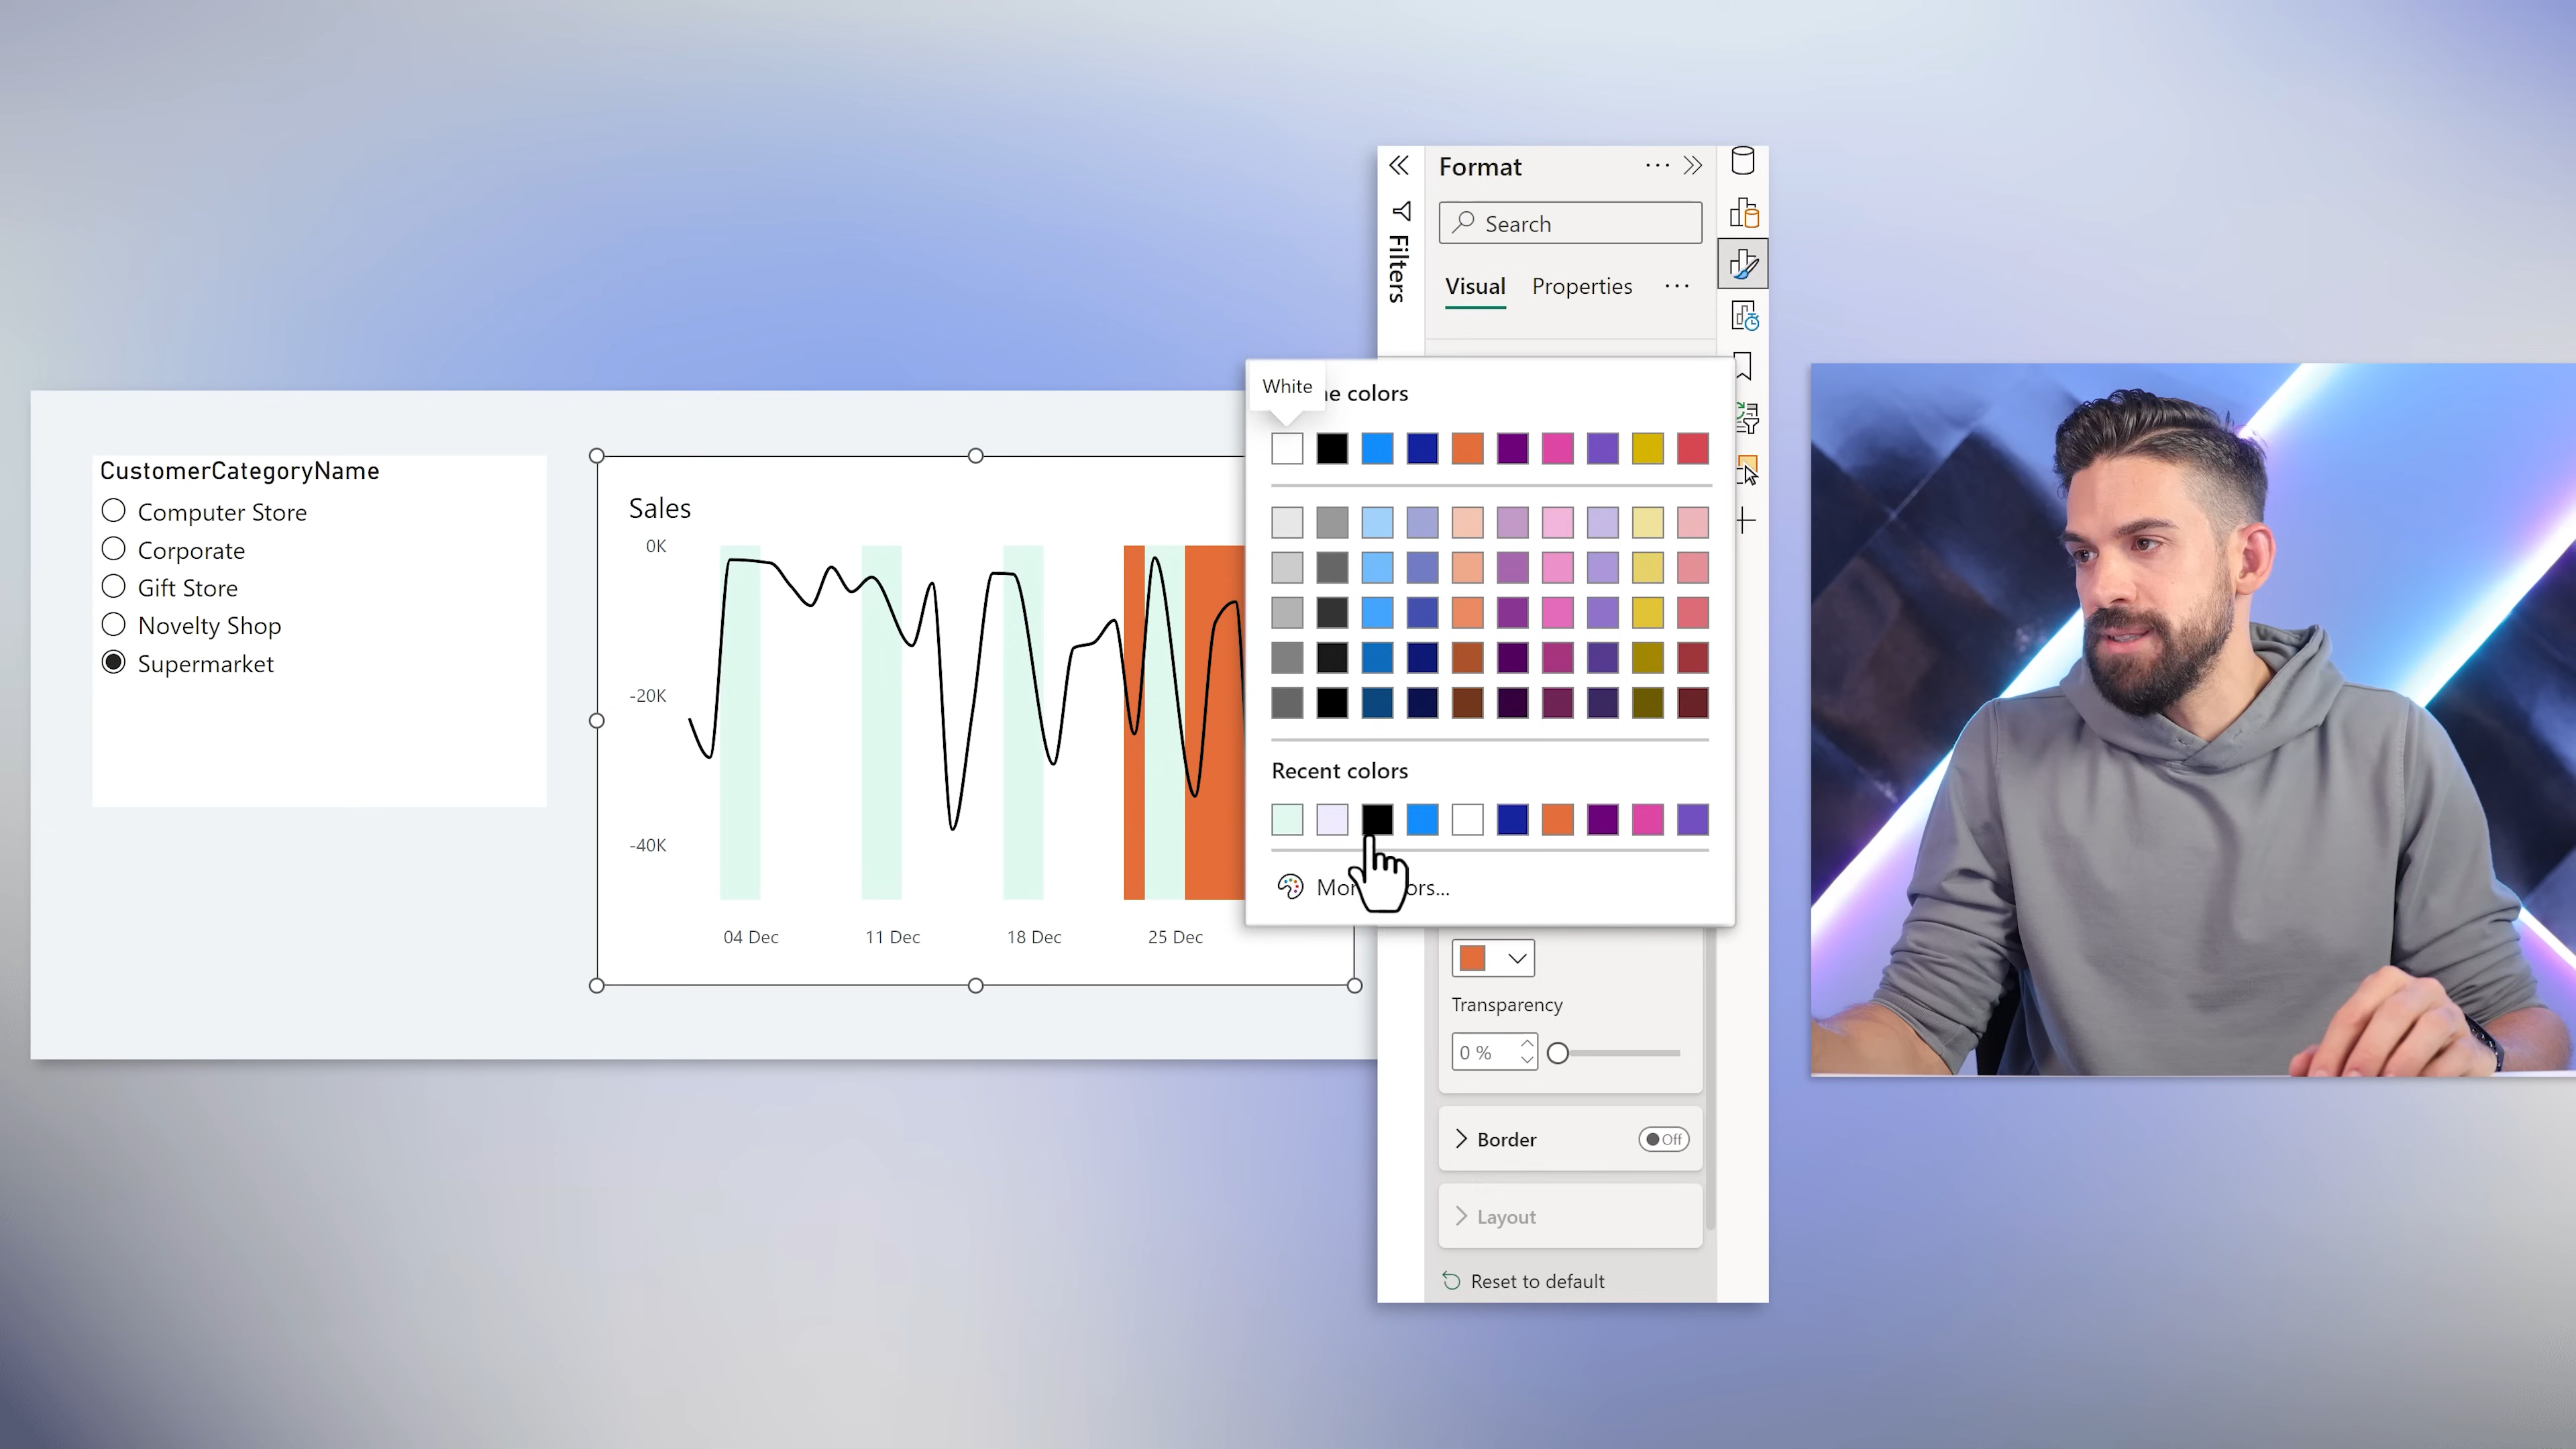 Format
Search
Filters
Visual Properties
White
e colors
CustomerCategoryName
Computer Store
Corporate
Gift Store
Novelty Shop
Supermarket
Sales
0K
-20K
-40K
04 Dec 11 Dec 18 Dec 25 Dec
Recent colors
Mor ors...
Transparency
0 %
Border Off
Layout
Reset to default